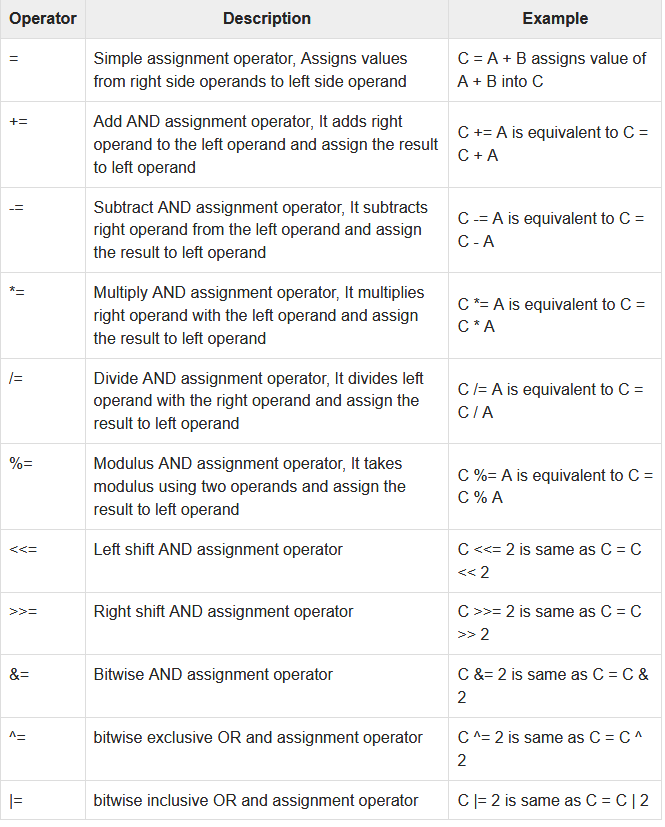 Operator Description Example
= Simple assignment operator, Assigns values C = A + B assigns value of
from right side operands to left side operand A + B into C
+= Add AND assignment operator, It adds right
operand to the left operand and assign the result
to left operand
C += A is equivalent to C =
C + A
-= Subtract AND assignment operator, It subtracts
right operand from the left operand and assign
the result to left operand
C -= A is equivalent to C =
C - A
*= Multiply AND assignment operator, It multiplies
right operand with the left operand and assign
the result to left operand
C *= A is equivalent to C =
C * A
/= Divide AND assignment operator, It divides left
operand with the right operand and assign the
result to left operand
C /= A is equivalent to C =
C / A
%= Modulus AND assignment operator, It takes
modulus using two operands and assign the
result to left operand
C %= A is equivalent to C =
C % A
<<= Left shift AND assignment operator C <<= 2 is same as C = C
<< 2
>>= Right shift AND assignment operator C >>= 2 is same as C = C
>> 2
&= Bitwise AND assignment operator C &= 2 is same as C = C &
2
^= bitwise exclusive OR and assignment operator C ^= 2 is same as C = C ^
2
|= bitwise inclusive OR and assignment operator C |= 2 is same as C = C | 2